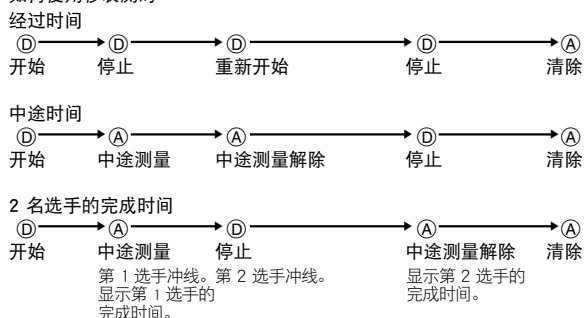 如何使用秒表测时
经过时间
Ⓓ Ⓓ Ⓓ Ⓓ Ⓐ
开始 停止 重新开始 停止 清除
中途时间
Ⓓ Ⓐ Ⓐ Ⓓ Ⓐ
开始 中途测量 中途测量解除 停止 清除
2 名选手的完成时间
Ⓓ Ⓐ Ⓓ Ⓐ Ⓐ
开始 中途测量 停止 中途测量解除 清除
第 1 选手冲线。 第 2 选手冲线。 显示第 2 选手的
显示第 1 选手的 完成时间。
完成时间。